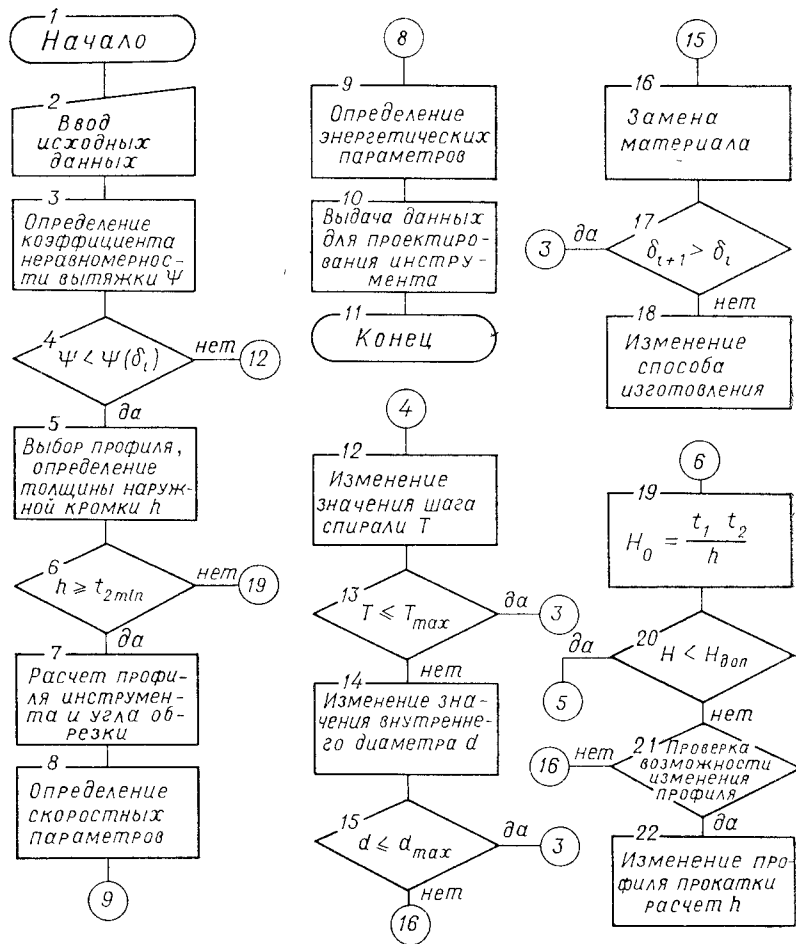 1
Начало
2
Ввод
исходных
данных
3
Определение
коэффициента
неравномернос-
ти вытяжки Ψ
4
Ψ < Ψ(δι)
нет
12
да
5
Выбор профиля,
определение
толщины наруж-
ной кромки h
6
h ⩾ t2min
нет
19
да
7
Расчет профи-
ля инструмен-
та и угла об-
резки
8
Определение
скоростных
параметров
9
8
9
Определение
энергетических
параметров
10
Выдача данных
для проектиро-
вания инстру-
мента
11
Конец
4
12
Изменение
значения шага
спирали T
13
T ⩽ Tmax
да
3
нет
14
Изменение зна-
чения внутренне-
го диаметра d
15
d ⩽ dmax
да
3
нет
16
15
16
Замена
материала
17
δι+1 > δι
да
3
нет
18
Изменение
способа
изготовления
6
19
H0 = t1 t2 / h
20
H < Hдоп
да
5
нет
21 Проверка
возможности
изменения
профиля
нет
16
да
22
Изменение про-
филя прокатки
расчет h